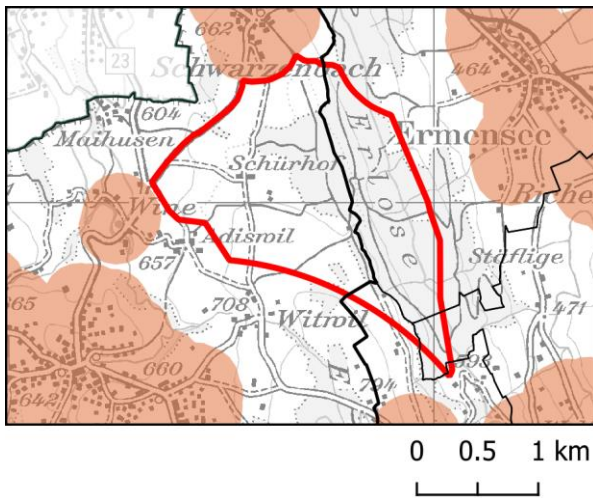 662
23
Schwarzenbach
464
604
Maihusen
Ermensee
Schürhof
Erlose
Riche
Wine
Adiswil
657
Stäflige
665
708
471
Witwil
660
794
642
0 0.5 1 km